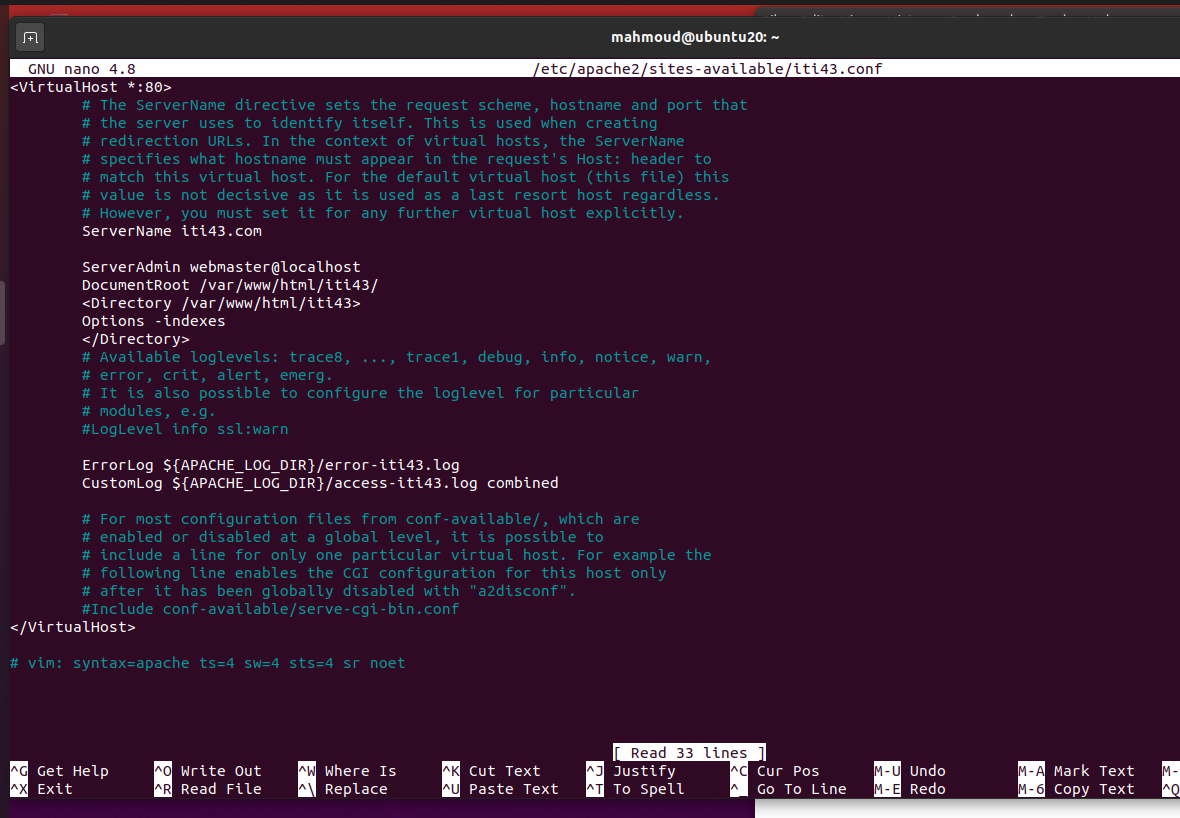 mahmoud@ubuntu20: ~
GNU nano 4.8 /etc/apache2/sites-available/iti43.conf
<VirtualHost *:80>
# The ServerName directive sets the request scheme, hostname and port that
# the server uses to identify itself. This is used when creating
# redirection URLs. In the context of virtual hosts, the ServerName
# specifies what hostname must appear in the request's Host: header to
# match this virtual host. For the default virtual host (this file) this
# value is not decisive as it is used as a last resort host regardless.
# However, you must set it for any further virtual host explicitly.
ServerName iti43.com
ServerAdmin webmaster@localhost
DocumentRoot /var/www/html/iti43/
<Directory /var/www/html/iti43>
Options -indexes
</Directory>
# Available loglevels: trace8, ..., trace1, debug, info, notice, warn,
# error, crit, alert, emerg.
# It is also possible to configure the loglevel for particular
# modules, e.g.
#LogLevel info ssl:warn
ErrorLog ${APACHE_LOG_DIR}/error-iti43.log
CustomLog ${APACHE_LOG_DIR}/access-iti43.log combined
# For most configuration files from conf-available/, which are
# enabled or disabled at a global level, it is possible to
# include a line for only one particular virtual host. For example the
# following line enables the CGI configuration for this host only
# after it has been globally disabled with "a2disconf".
#Include conf-available/serve-cgi-bin.conf
</VirtualHost>
# vim: syntax=apache ts=4 sw=4 sts=4 sr noet
[ Read 33 lines ]
^G Get Help ^O Write Out ^W Where Is ^K Cut Text ^J Justify ^C Cur Pos M-U Undo M-A Mark Text M-
^X Exit ^R Read File ^\ Replace ^U Paste Text ^T To Spell ^_ Go To Line M-E Redo M-6 Copy Text ^Q